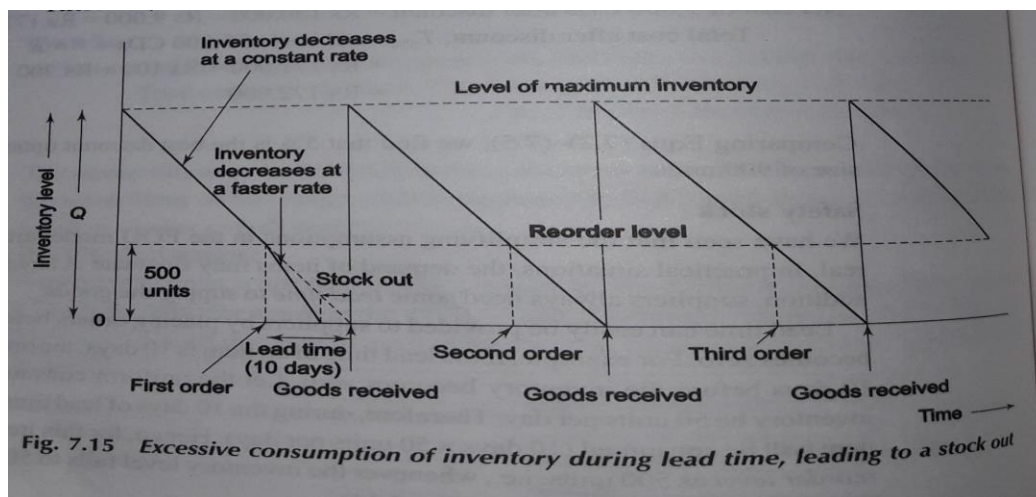 Inventory decreases
at a constant rate
Level of maximum inventory
Inventory level
Q
Inventory
decreases at
a faster rate
Reorder level
500
units
Stock out
0
Lead time
(10 days)
Second order
Third order
First order
Goods received
Goods received
Goods received
Time
Fig. 7.15 Excessive consumption of inventory during lead time, leading to a stock out